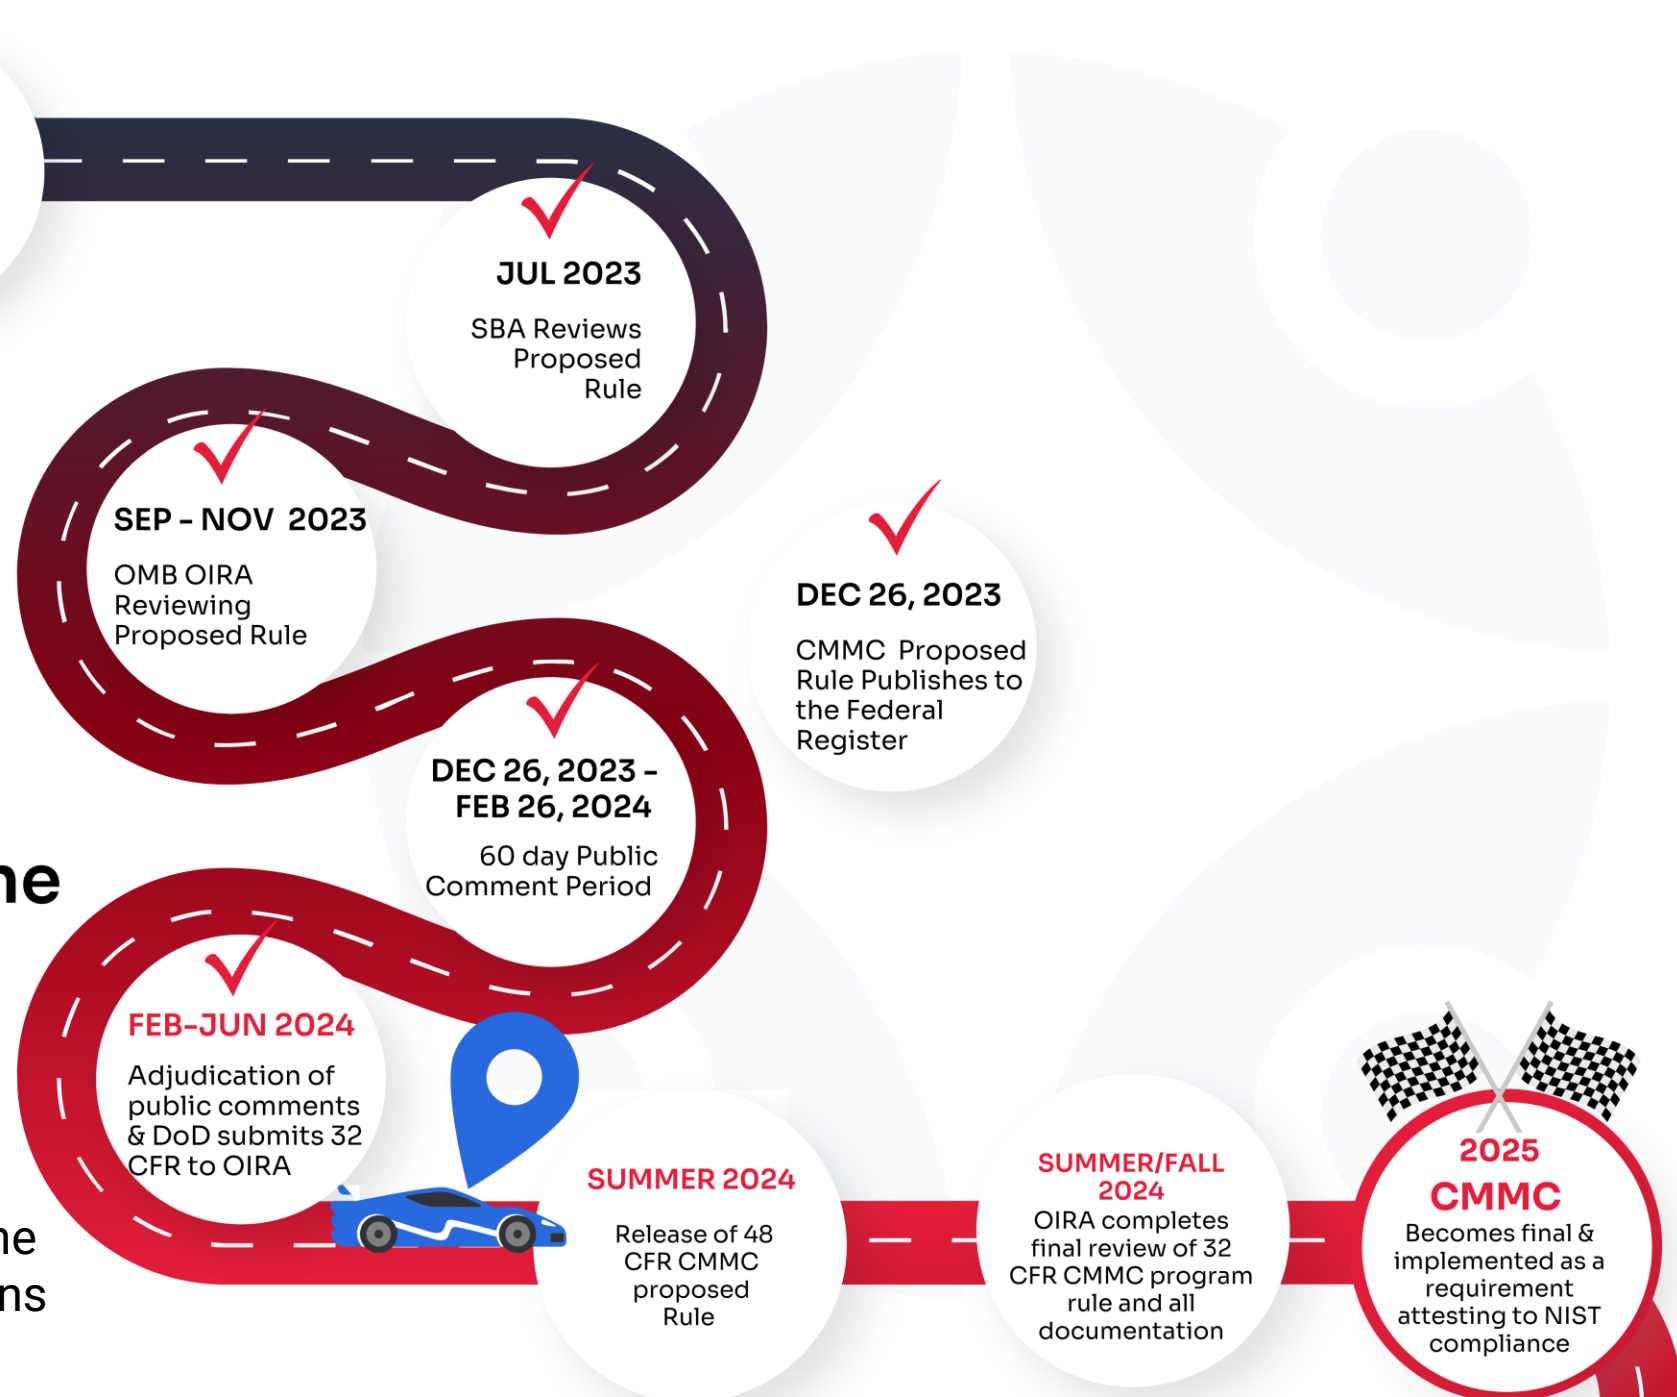 JUL 2023
SBA Reviews
Proposed
Rule
SEP - NOV 2023
OMB OIRA
Reviewing
Proposed Rule
DEC 26, 2023
CMMC Proposed
Rule Publishes to
the Federal
Register
DEC 26, 2023 -
FEB 26, 2024
60 day Public
Comment Period
FEB-JUN 2024
Adjudication of
public comments
& DoD submits 32
CFR to OIRA
SUMMER 2024
Release of 48
CFR CMMC
proposed
Rule
SUMMER/FALL
2024
OIRA completes
final review of 32
CFR CMMC program
rule and all
documentation
2025
CMMC
Becomes final &
implemented as a
requirement
attesting to NIST
compliance